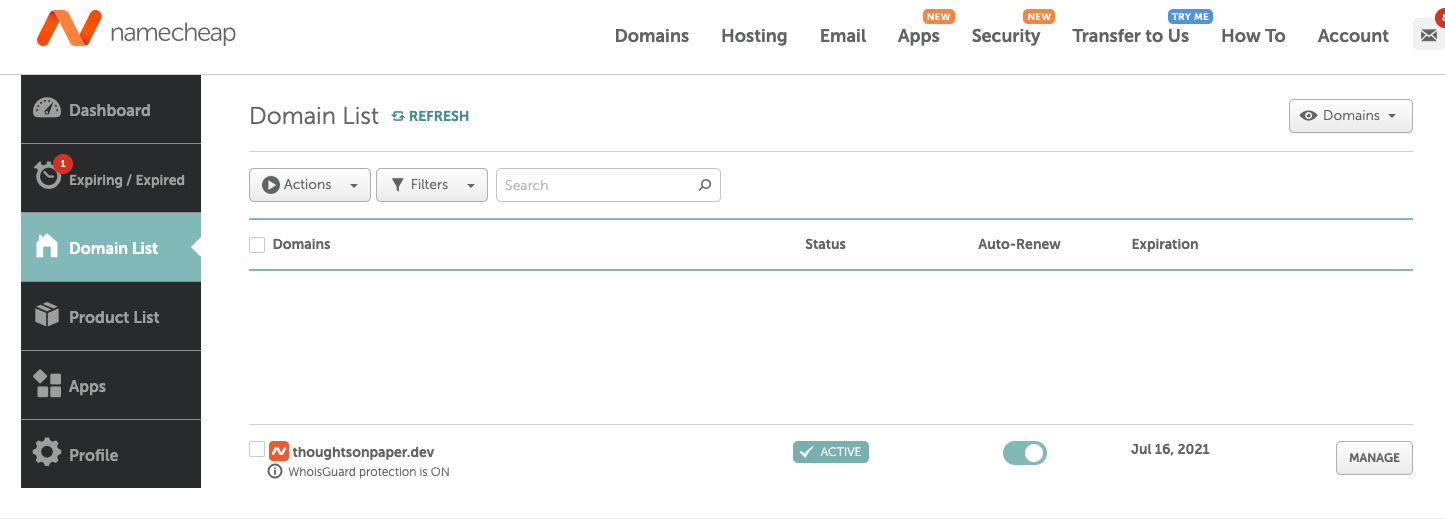 namecheap
NEW NEW TRY ME
Domains Hosting Email Apps Security Transfer to Us How To Account
Dashboard
1
Expiring / Expired
Domain List
Product List
Apps
Profile
Domain List REFRESH Domains
Actions Filters Search
Domains Status Auto-Renew Expiration
thoughtsonpaper.dev ACTIVE Jul 16, 2021 MANAGE
WhoisGuard protection is ON